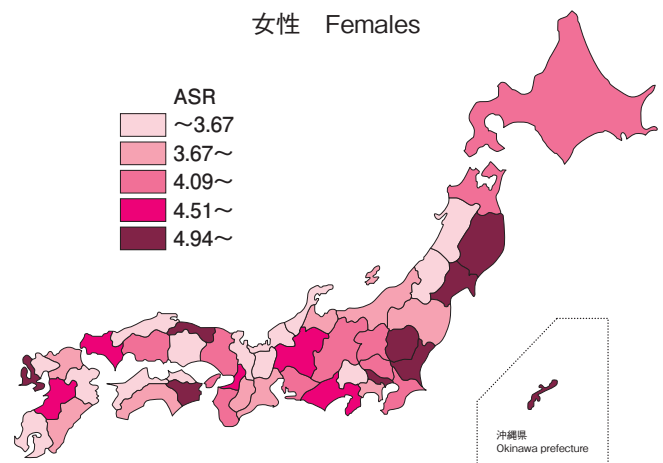 女性 Females
ASR
～3.67
3.67～
4.09～
4.51～
4.94～
沖縄県
Okinawa prefecture